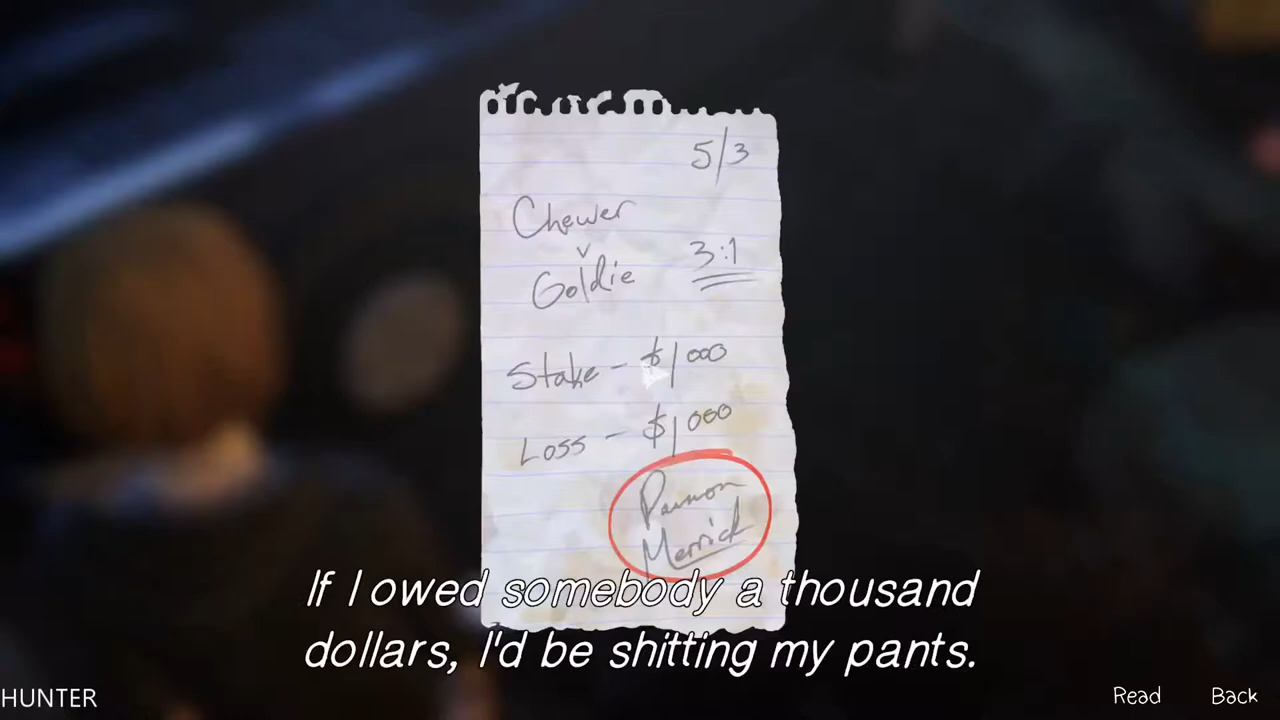 5/3
Chewer
v
Goldie 3:1
Stake - $1000
Loss - $1000
Damon
Merrick
If I owed somebody a thousand
dollars, I'd be shitting my pants.
HUNTER
Read Back